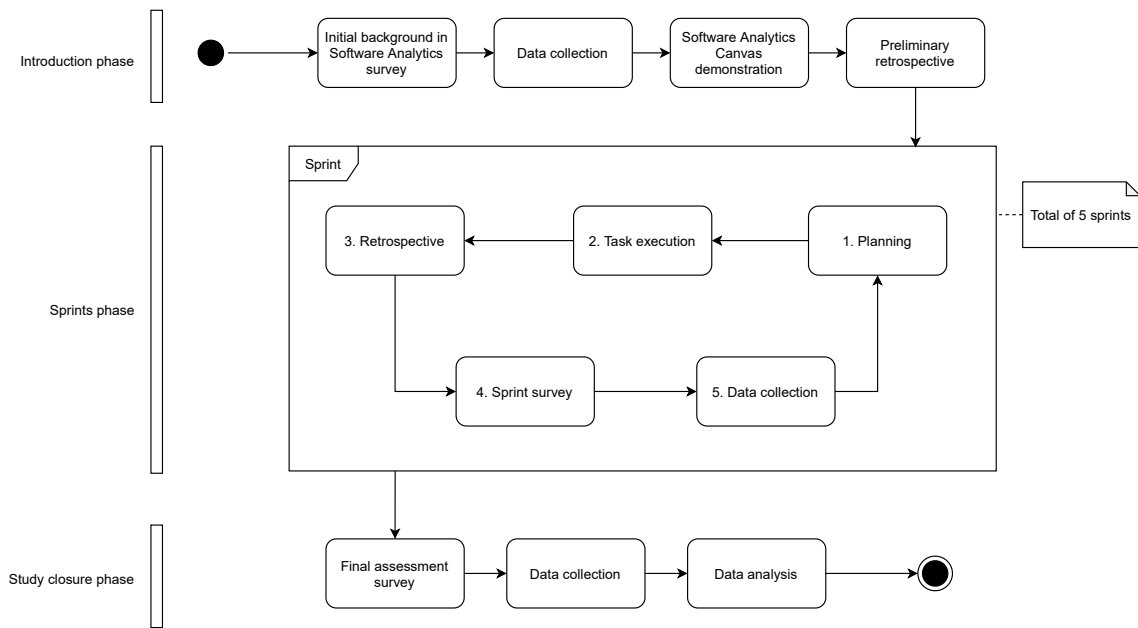 Introduction phase
Initial background in
Software Analytics
survey
Data collection
Software Analytics
Canvas
demonstration
Preliminary
retrospective
Sprints phase
Sprint
3. Retrospective
2. Task execution
1. Planning
Total of 5 sprints
4. Sprint survey
5. Data collection
Study closure phase
Final assessment
survey
Data collection
Data analysis